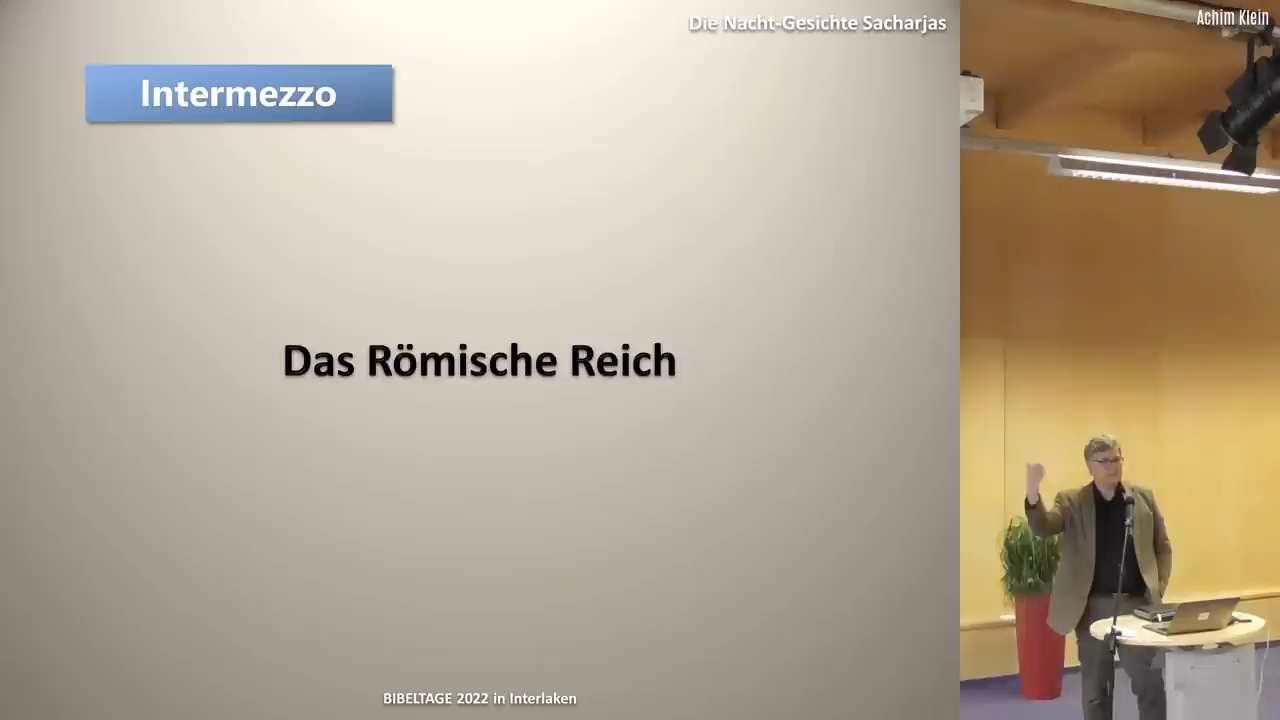 Die Nacht-Gesichte Sacharjas
Achim Klein
Intermezzo
Das Römische Reich
BIBELTAGE 2022 in Interlaken